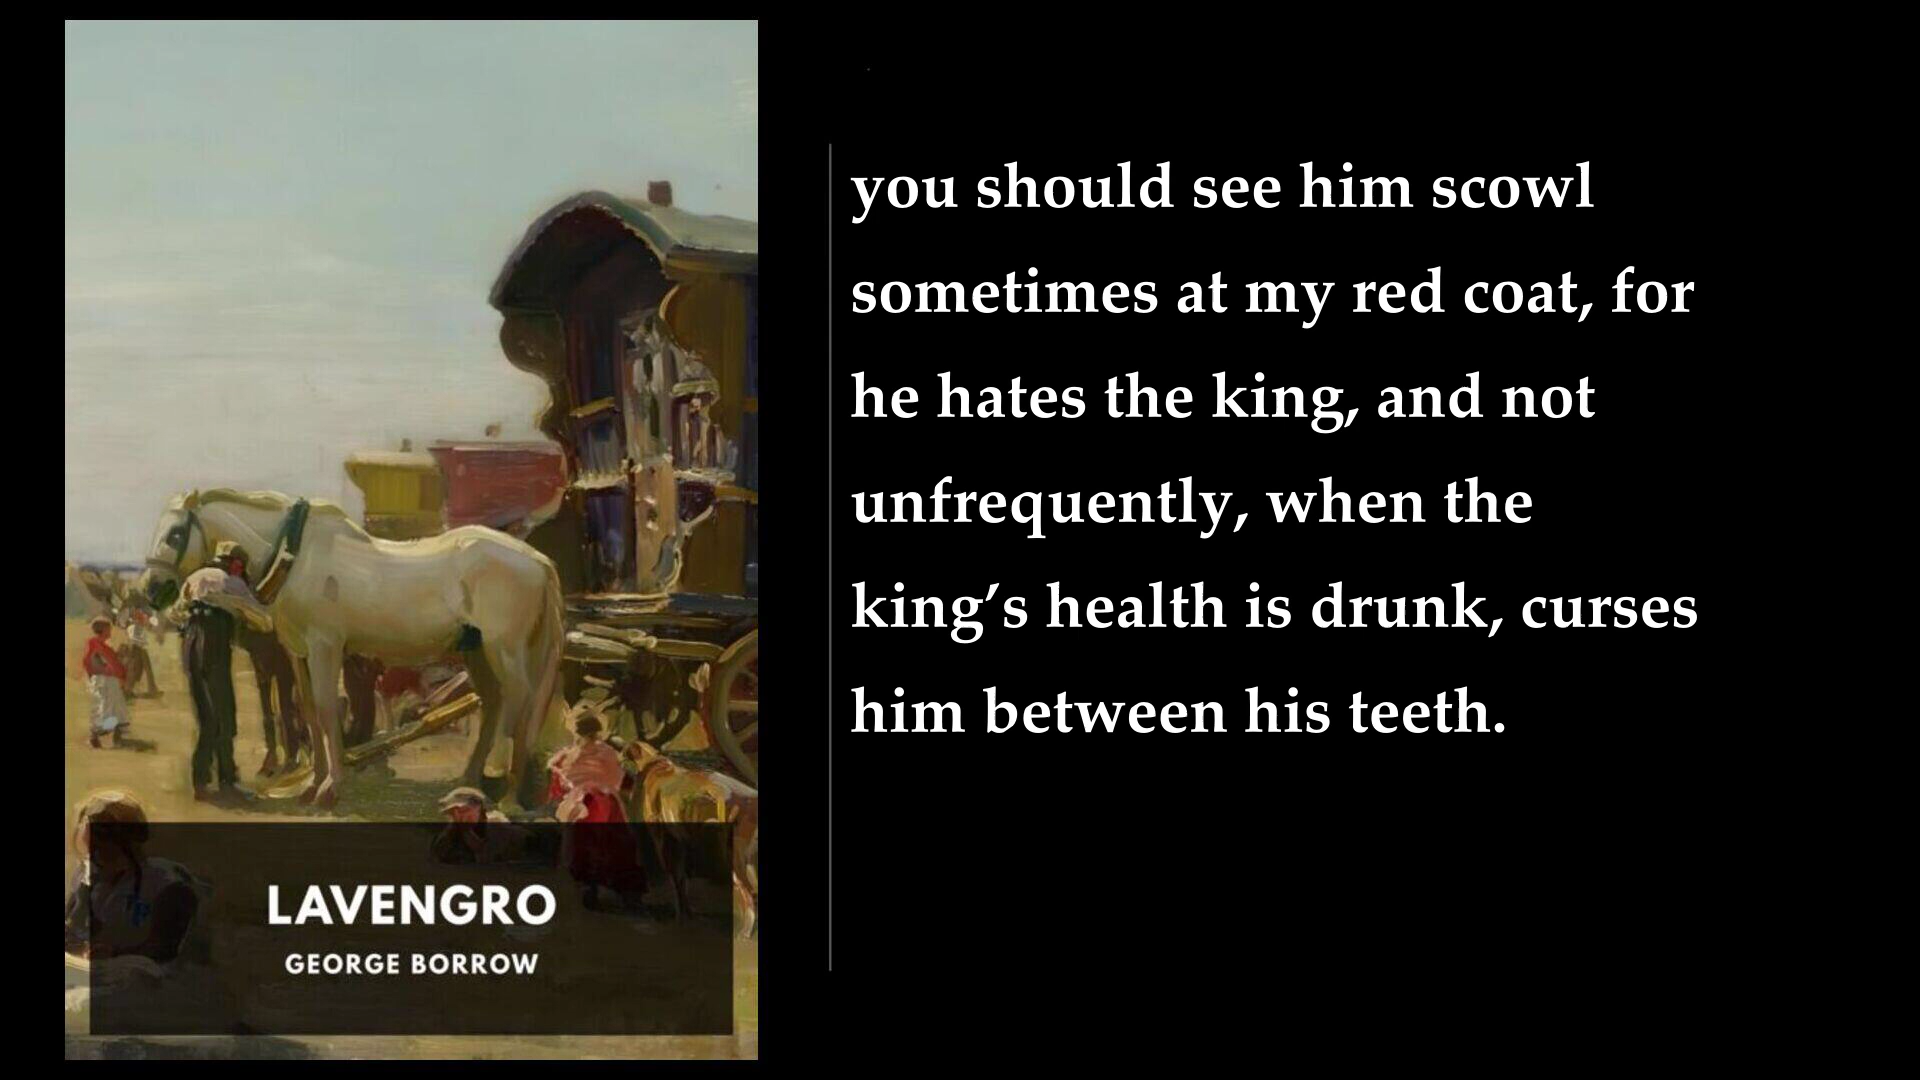 LAVENGRO
GEORGE BORROW
you should see him scowl
sometimes at my red coat, for
he hates the king, and not
unfrequently, when the
king’s health is drunk, curses
him between his teeth.